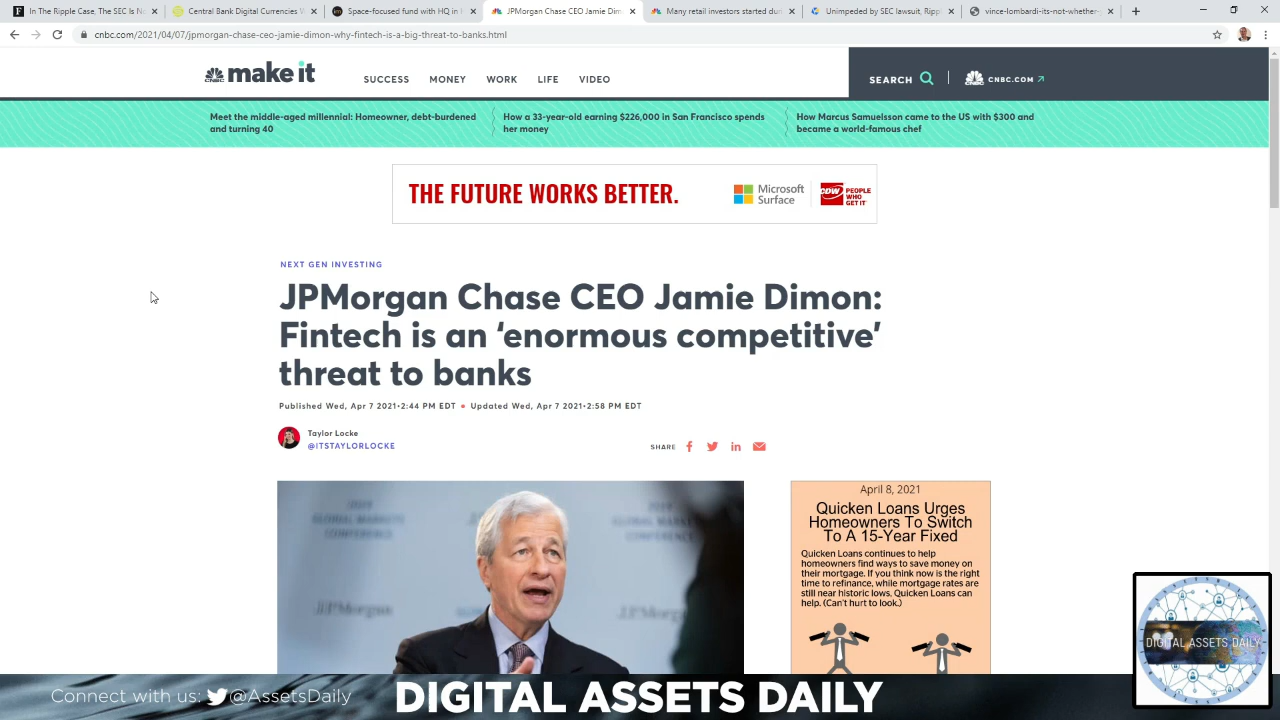 In The Ripple Case, The SEC Is N
Central Bank Digital Currencies:
Space-focused fund with HQ in I
JPMorgan Chase CEO Jamie Dim
Many retail investors started du
Unimpeded by SEC lawsuit, Ripp
vince-lombardi-its-not-whether-
cnbc.com/2021/04/07/jpmorgan-chase-ceo-jamie-dimon-why-fintech-is-a-big-threat-to-banks.html
CNBC make it
SUCCESS MONEY WORK LIFE VIDEO
SEARCH
CNBC CNBC.COM
Meet the middle-aged millennial: Homeowner, debt-burdened
and turning 40
How a 33-year-old earning $226,000 in San Francisco spends
her money
How Marcus Samuelsson came to the US with $300 and
became a world-famous chef
THE FUTURE WORKS BETTER.
Microsoft
Surface
CDW PEOPLE
WHO
GET IT
NEXT GEN INVESTING
JPMorgan Chase CEO Jamie Dimon:
Fintech is an ‘enormous competitive’
threat to banks
Published Wed, Apr 7 2021•2:44 PM EDT • Updated Wed, Apr 7 2021•2:58 PM EDT
Taylor Locke
@ITSTAYLORLOCKE
SHARE
GLOBAL MARKETS
CONFERENCE
J.P.Morgan
April 8, 2021
Quicken Loans Urges
Homeowners To Switch
To A 15-Year Fixed
Quicken Loans continues to help
homeowners find ways to save money on
their mortgage. If you think now is the right
time to refinance, while mortgage rates are
still near historic lows. Quicken Loans can
help. (Can't hurt to look.)
DIGITAL ASSETS DAILY
Connect with us: @AssetsDaily
DIGITAL ASSETS DAILY